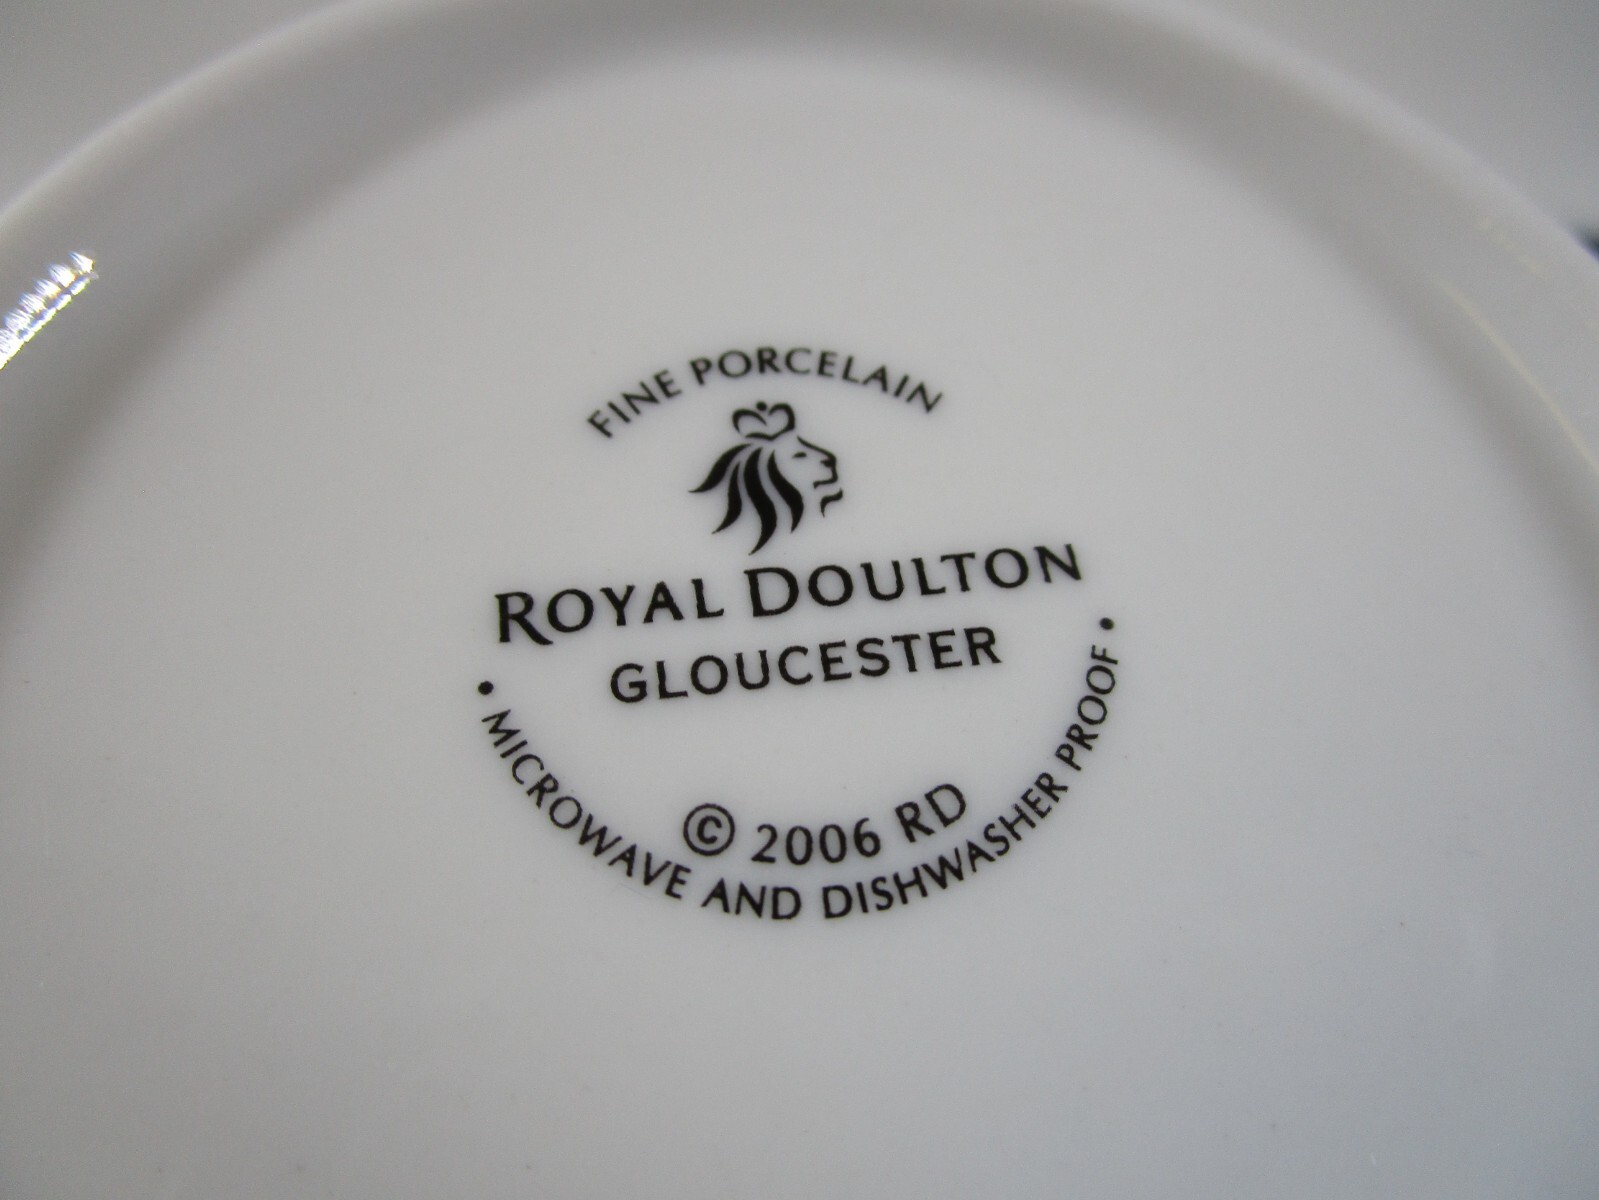 FINE PORCELAIN
ROYAL DOULTON
GLOUCESTER
© 2006 RD
• MICROWAVE AND DISHWASHER PROOF •